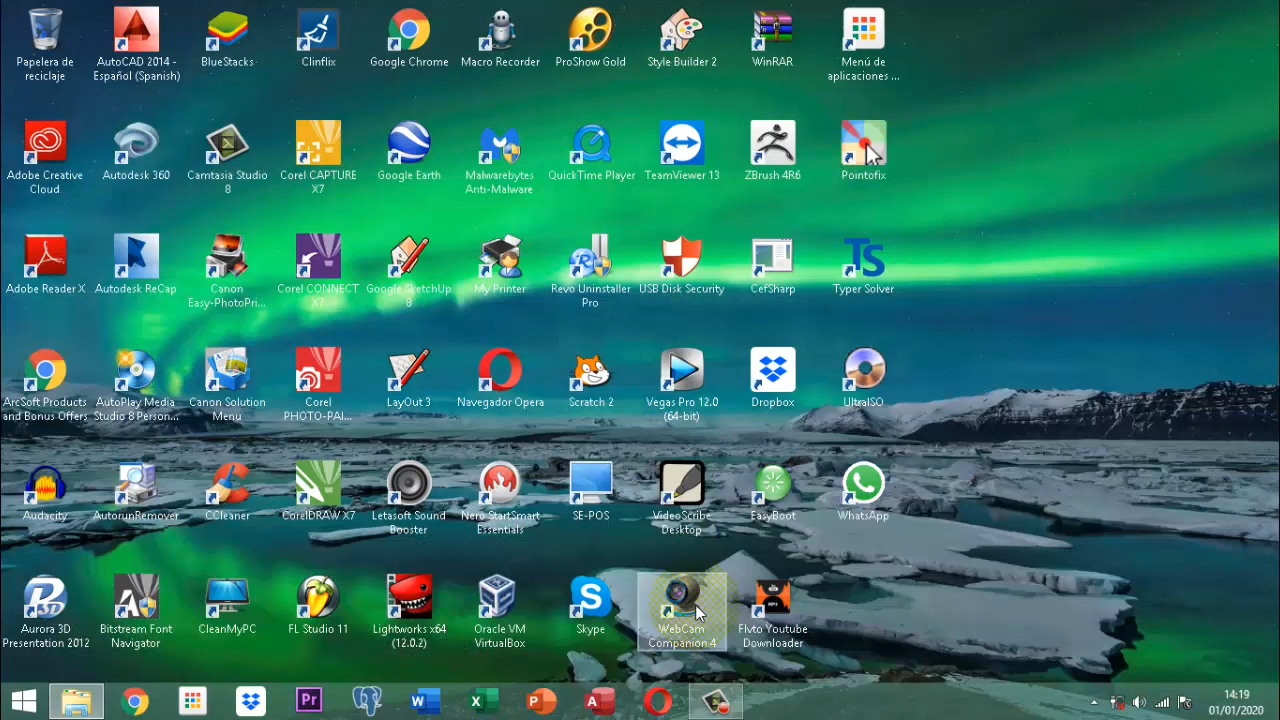 Papelera de
reciclaje
AutoCAD 2014 -
Español (Spanish)
BlueStacks
Clinflix
Google Chrome
Macro Recorder
ProShow Gold
Style Builder 2
WinRAR
Menú de
aplicaciones ...
Adobe Creative
Cloud
Autodesk 360
Camtasia Studio
8
Corel CAPTURE
X7
Google Earth
Malwarebytes
Anti-Malware
QuickTime Player
TeamViewer 13
ZBrush 4R6
Pointofix
Adobe Reader X
Autodesk ReCap
Canon
Easy-PhotoPri...
Corel CONNECT
X7
Google SketchUp
8
My Printer
Revo Uninstaller
Pro
USB Disk Security
CefSharp
TS
Typer Solver
ArcSoft Products
and Bonus Offers
AutoPlay Media
Studio 8 Person...
Canon Solution
Menu
Corel
PHOTO-PAI...
LayOut 3
Navegador Opera
Scratch 2
Vegas Pro 12.0
(64-bit)
Dropbox
UltraISO
Audacity
AutorunRemover
CCleaner
CorelDRAW X7
Letasoft Sound
Booster
Nero StartSmart
Essentials
SE-POS
VideoScribe
Desktop
EasyBoot
WhatsApp
Aurora 3D
Presentation 2012
Bitstream Font
Navigator
CleanMyPC
FL Studio 11
Lightworks x64
(12.0.2)
Oracle VM
VirtualBox
Skype
WebCam
Companion 4
Flvto Youtube
Downloader
Pr
14:19
01/01/2020